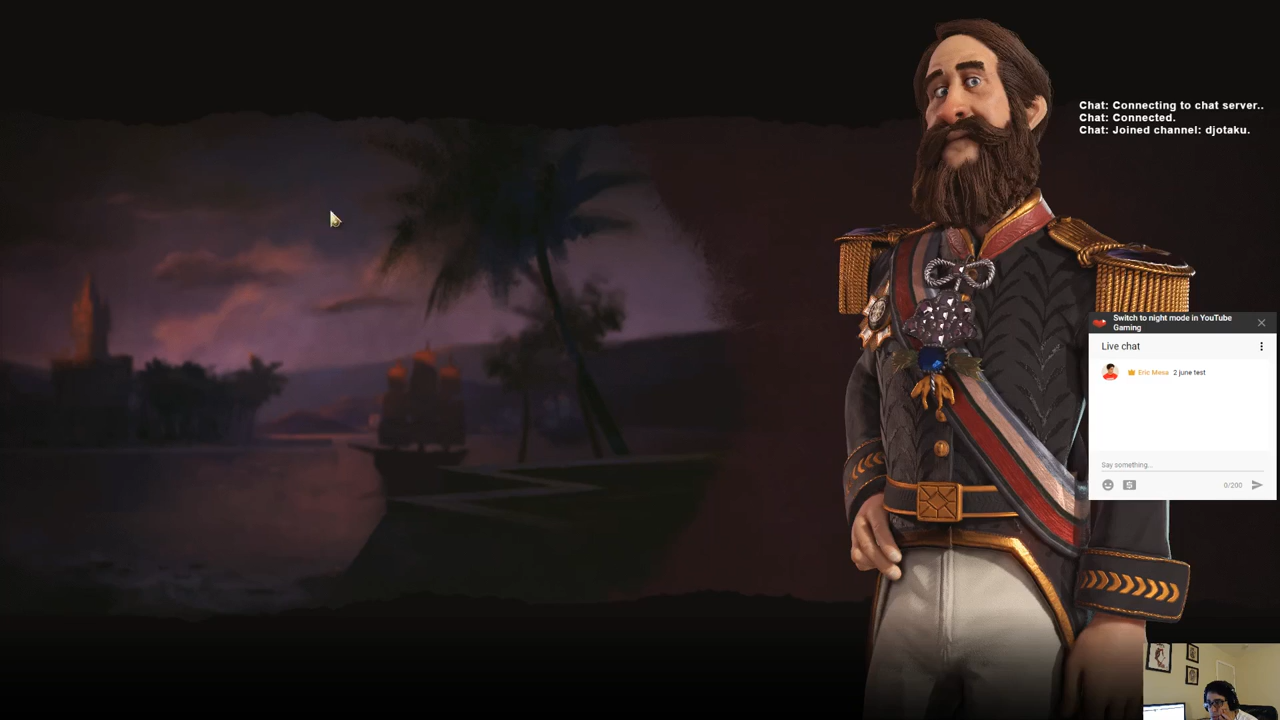 Chat: Connecting to chat server..
Chat: Connected.
Chat: Joined channel: djotaku.
Switch to night mode in YouTube
Gaming
Live chat
Eric Mesa 2 june test
Say something...
S
0/200